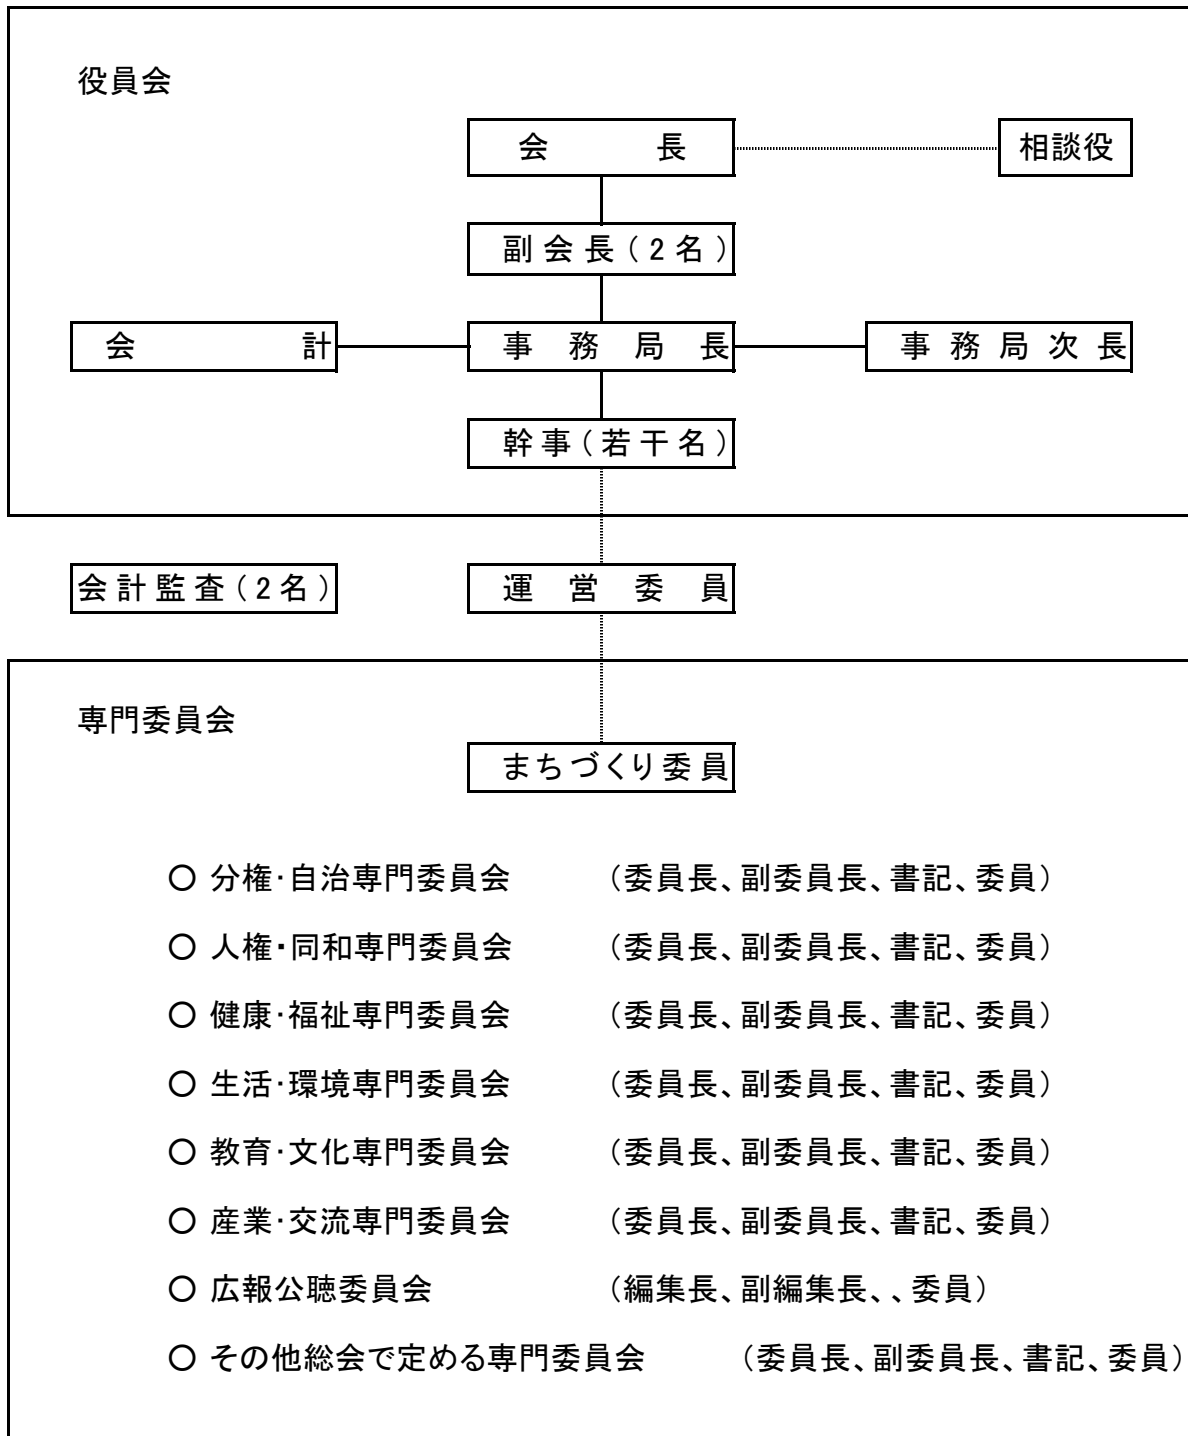 役員会
会長 相談役
副会長(2名)
会計 事務局長 事務局次長
幹事(若干名)
会計監査(2名) 運営委員
専門委員会
まちづくり委員
○ 分権・自治専門委員会 (委員長、副委員長、書記、委員)
○ 人権・同和専門委員会 (委員長、副委員長、書記、委員)
○ 健康・福祉専門委員会 (委員長、副委員長、書記、委員)
○ 生活・環境専門委員会 (委員長、副委員長、書記、委員)
○ 教育・文化専門委員会 (委員長、副委員長、書記、委員)
○ 産業・交流専門委員会 (委員長、副委員長、書記、委員)
○ 広報公聴委員会 (編集長、副編集長、、委員)
○ その他総会で定める専門委員会 (委員長、副委員長、書記、委員)